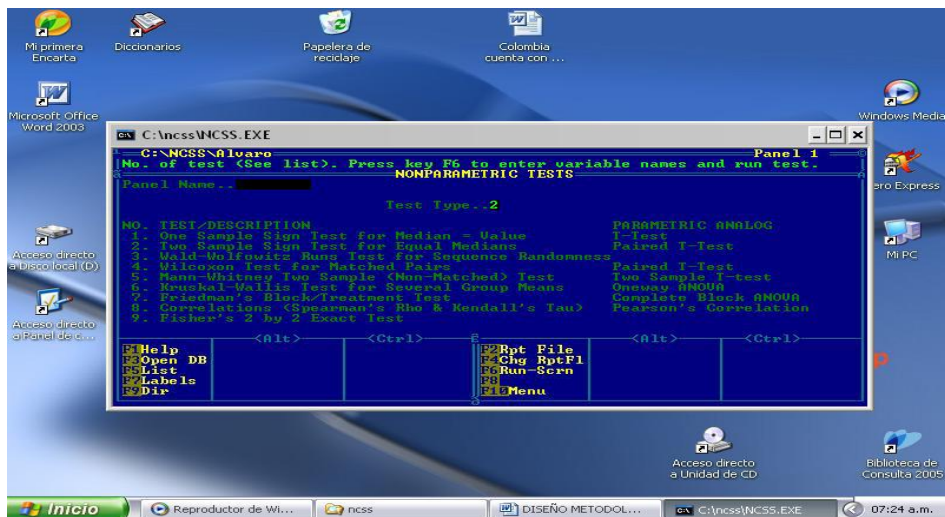 Mi primera
Encarta
Diccionarios
Papelera de
reciclaje
Colombia
cuenta con ...
Microsoft Office
Word 2003
Windows Media
C:\ncss\NCSS.EXE
C:\NCSS\Alvaro Panel 1
No. of test (See list). Press key F6 to enter variable names and run test.
NONPARAMETRIC TESTS
Panel Name..
Test Type..2
NO. TEST/DESCRIPTION PARAMETRIC ANALOG
1. One Sample Sign Test for Median = Value T-Test
2. Two Sample Sign Test for Equal Medians Paired T-Test
3. Wald-Wolfowitz Runs Test for Sequence Randomness
4. Wilcoxon Test for Matched Pairs Paired T-Test
5. Mann-Whitney Two Sample (Non-Matched) Test Two Sample T-test
6. Kruskal-Wallis Test for Several Group Means Oneway ANOVA
7. Friedman's Block/Treatment Test Complete Block ANOVA
8. Correlations (Spearman's Rho & Kendall's Tau) Pearson's Correlation
9. Fisher's 2 by 2 Exact Test
<Alt> <Ctrl> <Alt> <Ctrl>
F1Help F2Rpt File
F3Open DB F4Chg RptFl
F5List F6Run-Scrn
F7Labels F8
F9Dir F10Menu
ero Express
Mi PC
Acceso directo
a Disco local (D)
Acceso directo
a Panel de c...
Acceso directo
a Unidad de CD
Biblioteca de
Consulta 2005
Inicio
Reproductor de Wi...
ncss
DISEÑO METODOL...
C:\ncss\NCSS.EXE
07:24 a.m.